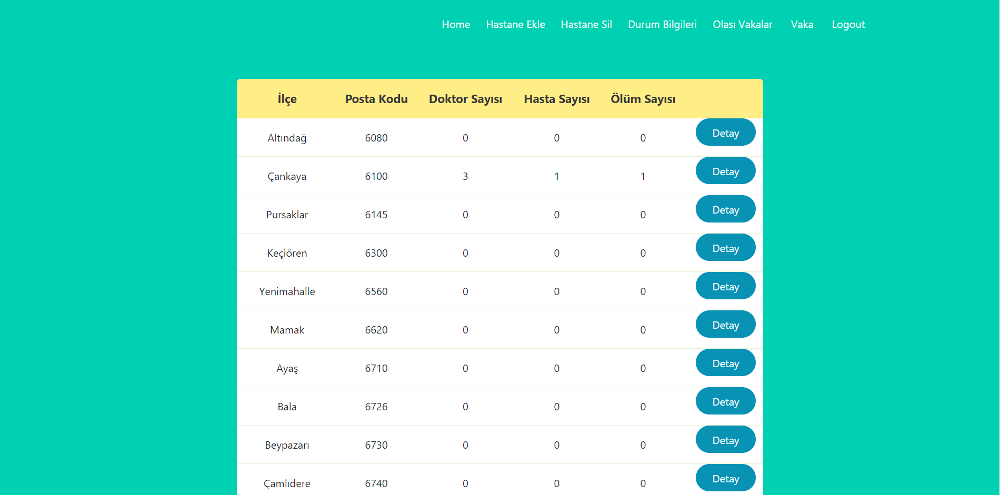 Home Hastane Ekle Hastane Sil Durum Bilgileri Olası Vakalar Vaka Logout
İlçe Posta Kodu Doktor Sayısı Hasta Sayısı Ölüm Sayısı
Altındağ 6080 0 0 0 Detay
Çankaya 6100 3 1 1 Detay
Pursaklar 6145 0 0 0 Detay
Keçiören 6300 0 0 0 Detay
Yenimahalle 6560 0 0 0 Detay
Mamak 6620 0 0 0 Detay
Ayaş 6710 0 0 0 Detay
Bala 6726 0 0 0 Detay
Beypazarı 6730 0 0 0 Detay
Çamlıdere 6740 0 0 0 Detay